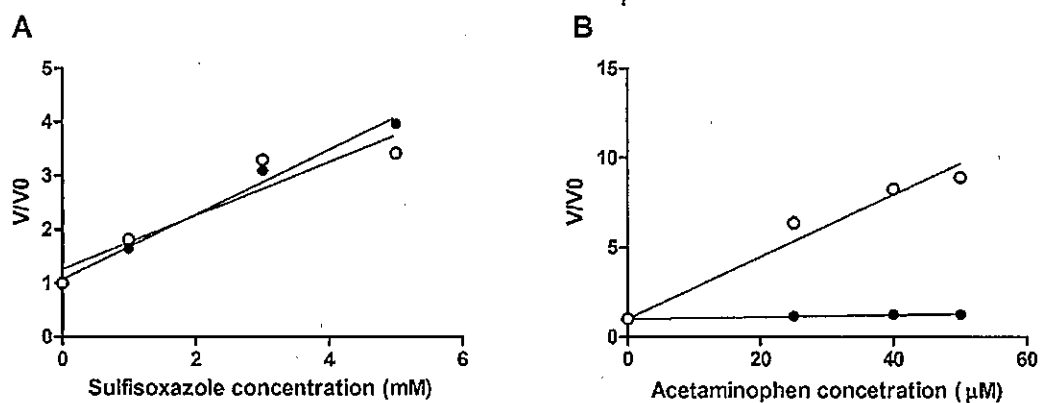 A
V/V0
5
4
3
2
1
0
0 2 4 6
Sulfisoxazole concentration (mM)
B
V/V0
15
10
5
0
0 20 40 60
Acetaminophen concetration (μM)